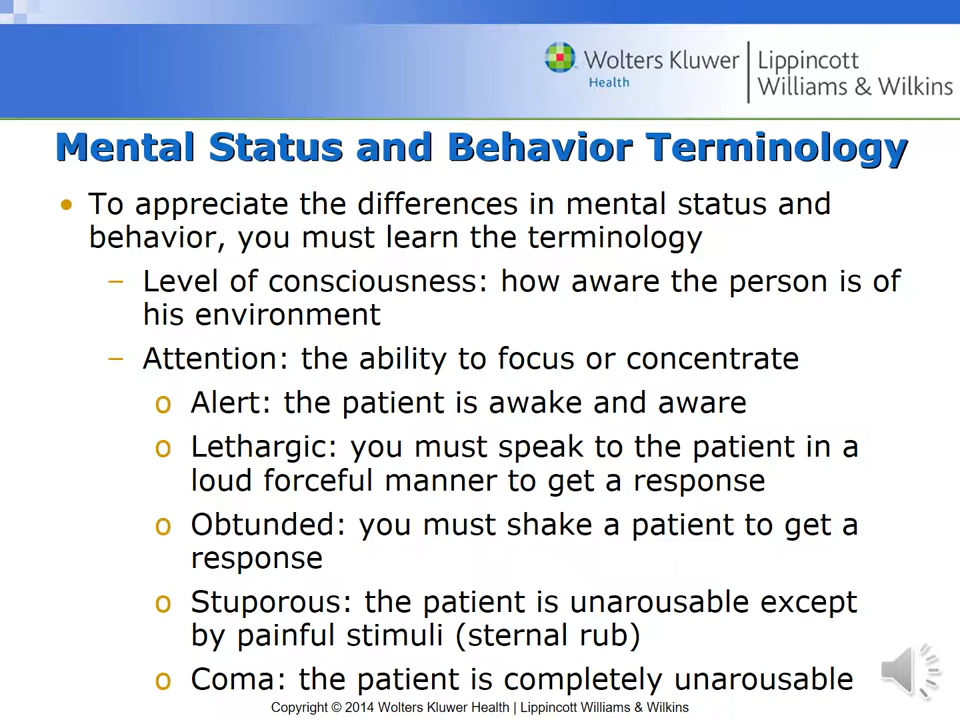 Wolters Kluwer
Health
Lippincott
Williams & Wilkins
Mental Status and Behavior Terminology
• To appreciate the differences in mental status and
behavior, you must learn the terminology
– Level of consciousness: how aware the person is of
his environment
– Attention: the ability to focus or concentrate
o Alert: the patient is awake and aware
o Lethargic: you must speak to the patient in a
loud forceful manner to get a response
o Obtunded: you must shake a patient to get a
response
o Stuporous: the patient is unarousable except
by painful stimuli (sternal rub)
o Coma: the patient is completely unarousable
Copyright © 2014 Wolters Kluwer Health | Lippincott Williams & Wilkins